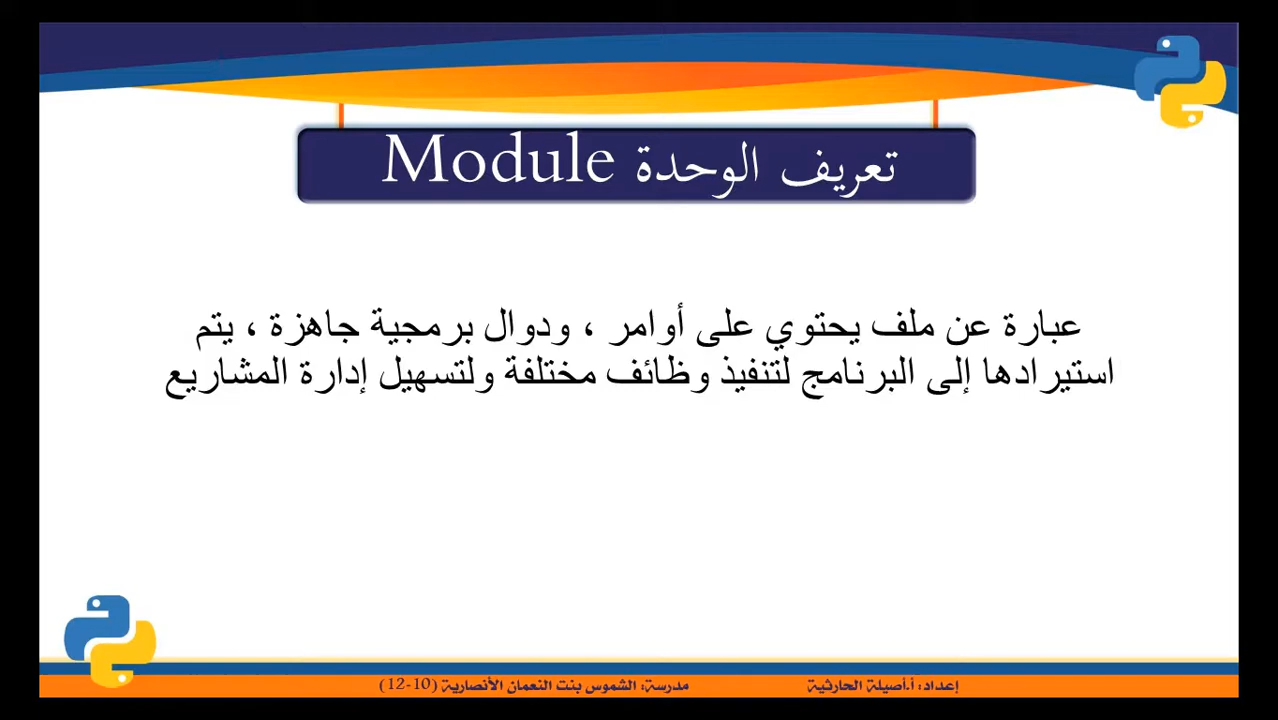 تعريف الوحدة Module
عبارة عن ملف يحتوي على أوامر ، ودوال برمجية جاهزة ، يتم
استيرادها إلى البرنامج لتنفيذ وظائف مختلفة ولتسهيل إدارة المشاريع
إعداد: أ.أصيلة الحارثية مدرسة: الشموس بنت النعمان الأنصارية (10-12)